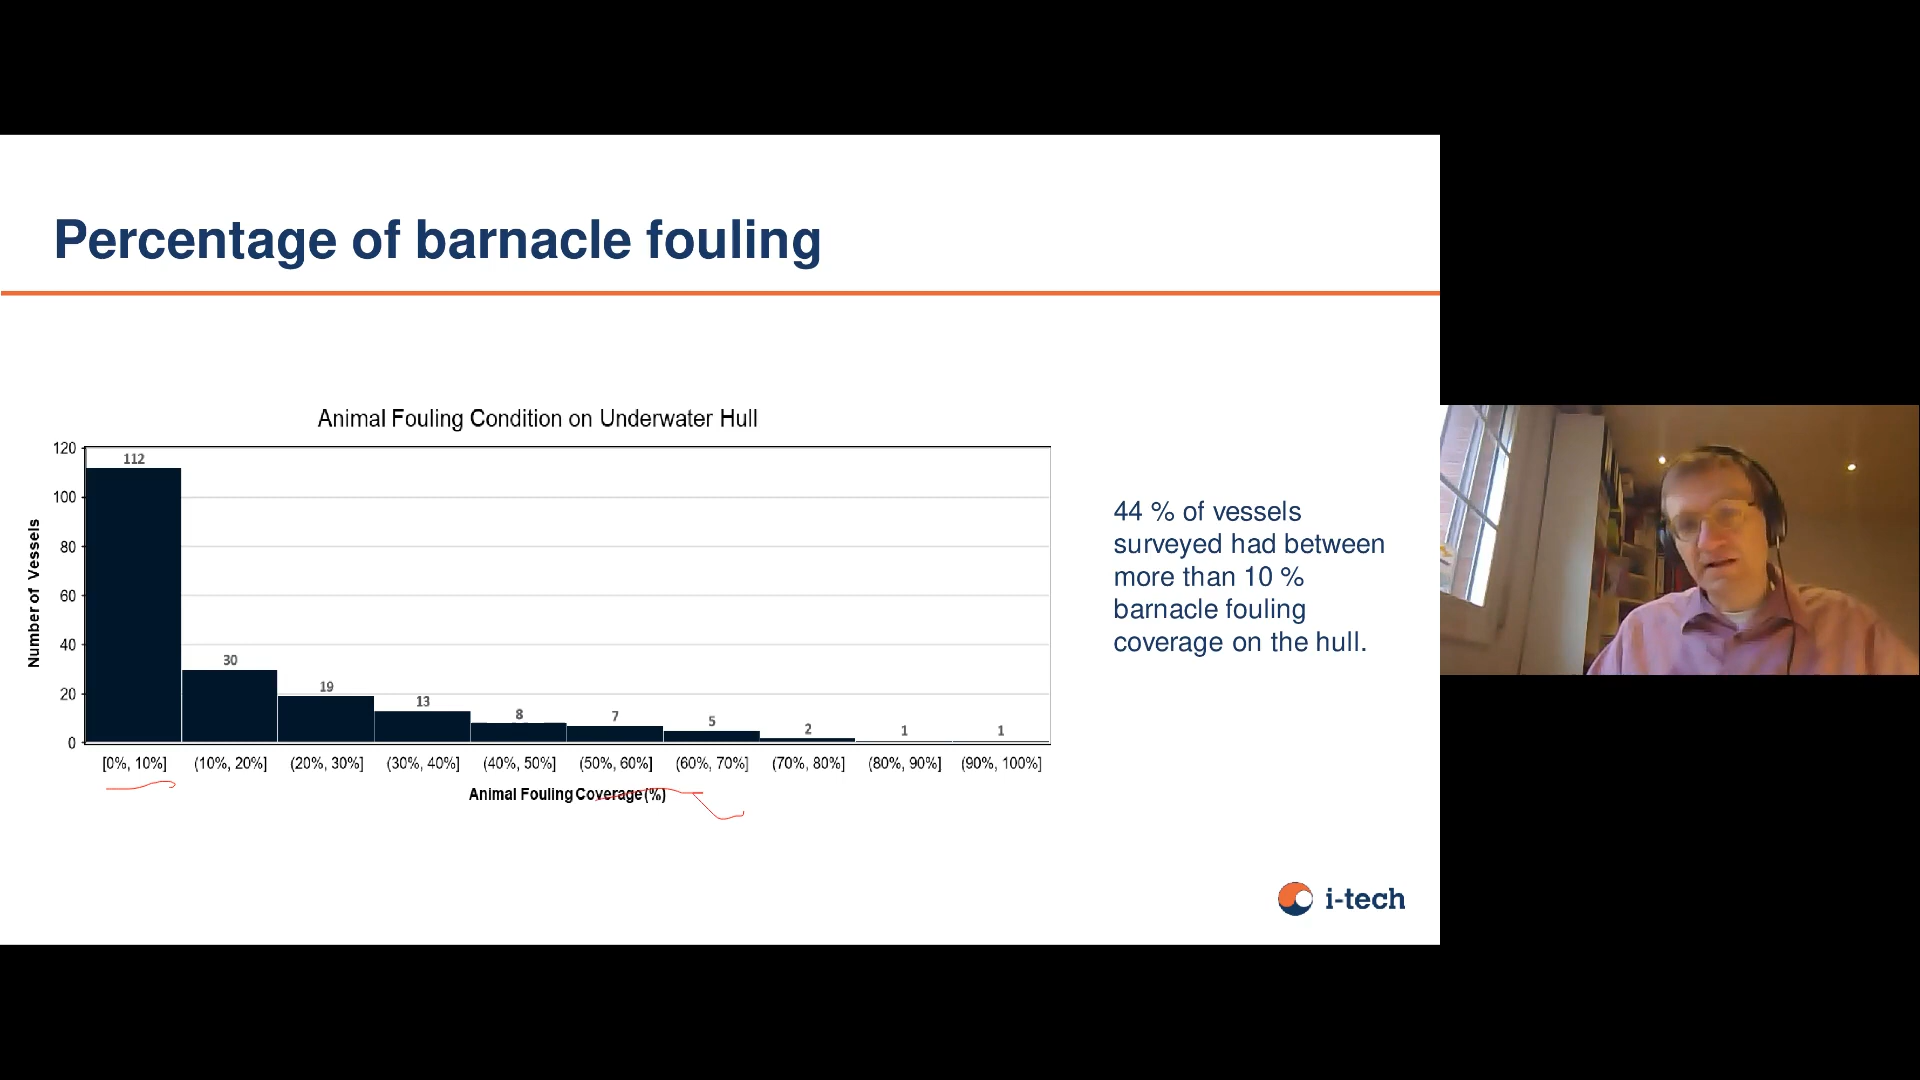 Percentage of barnacle fouling
Animal Fouling Condition on Underwater Hull
120
100
80
60
40
20
0
Number of Vessels
112
30
19
13
8
7
5
2
1
1
[0%, 10%]
(10%, 20%]
(20%, 30%]
(30%, 40%]
(40%, 50%]
(50%, 60%]
(60%, 70%]
(70%, 80%]
(80%, 90%]
(90%, 100%]
Animal Fouling Coverage (%)
44 % of vessels
surveyed had between
more than 10 %
barnacle fouling
coverage on the hull.
i-tech